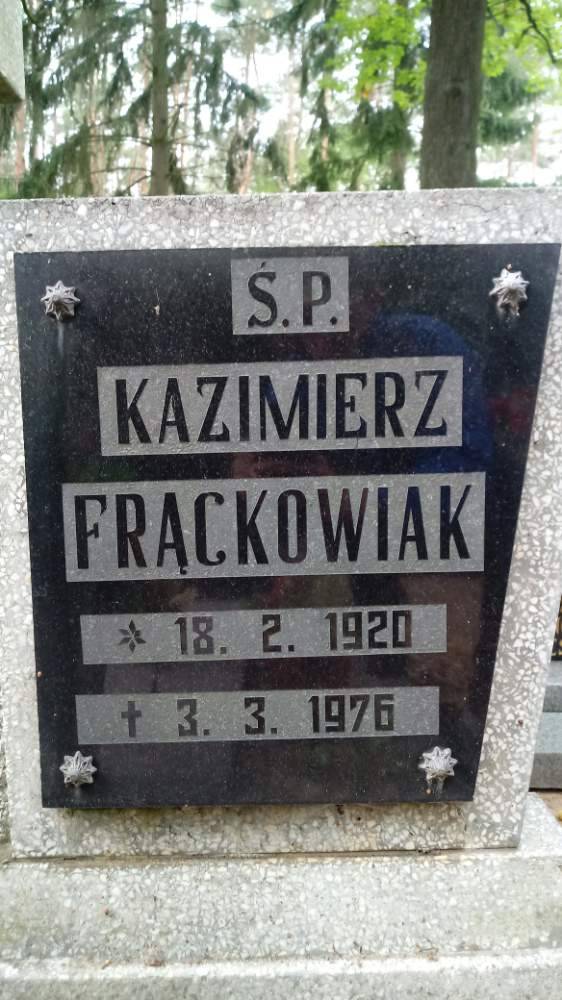 Ś.P.
KAZIMIERZ
FRĄCKOWIAK
* 18. 2. 1920
† 3. 3. 1976